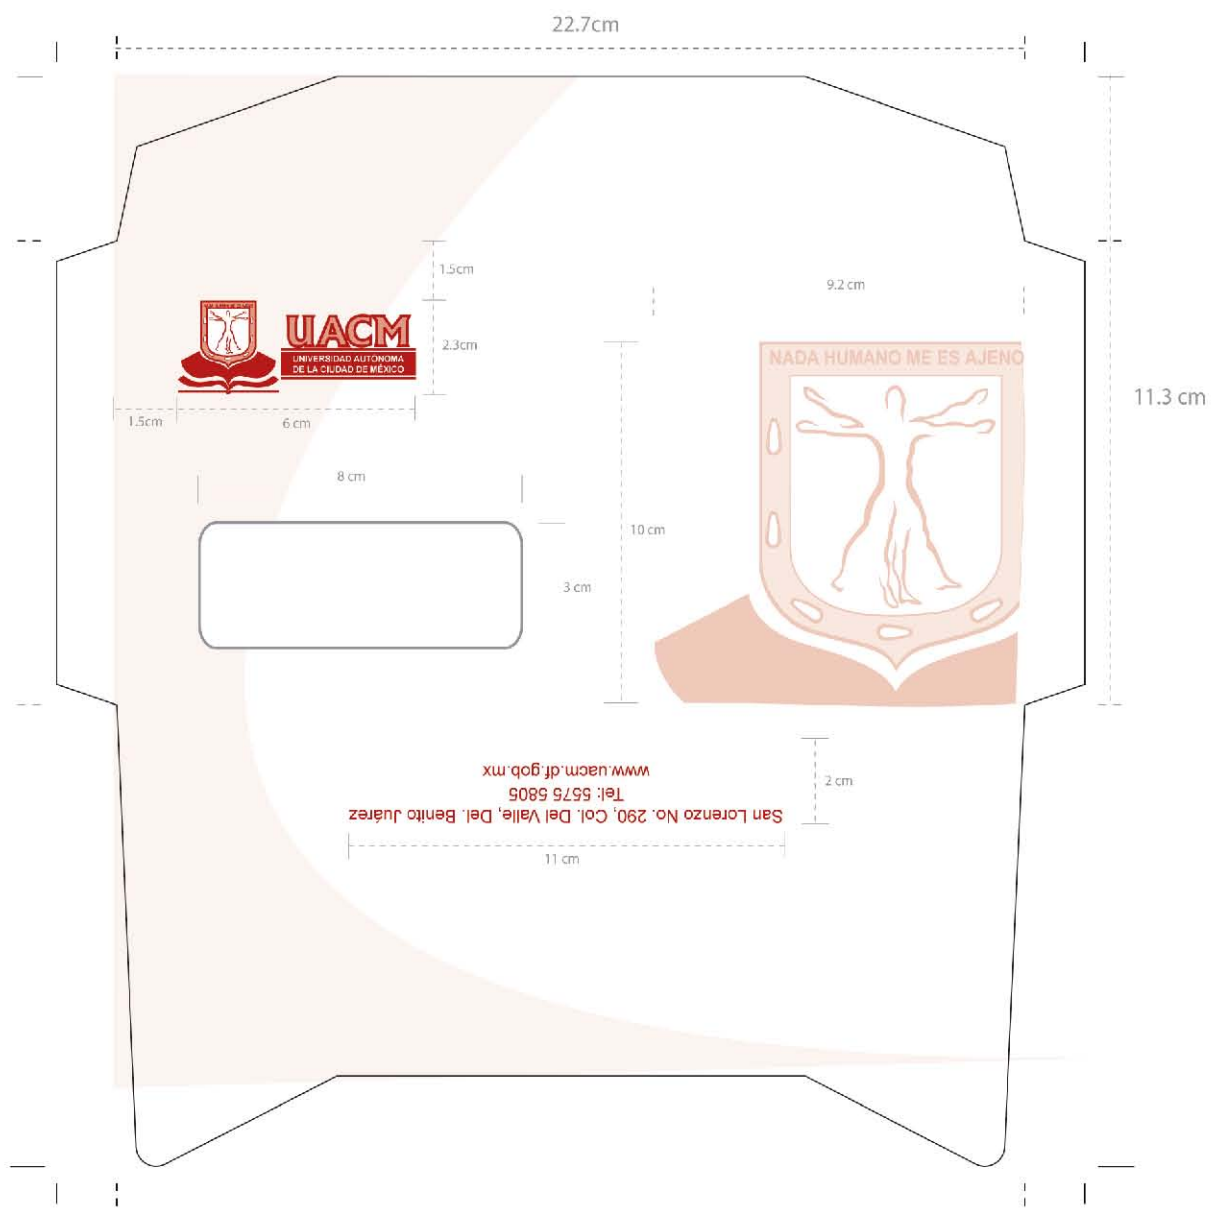 22.7cm
1.5cm
9.2 cm
UACM
2.3cm
UNIVERSIDAD AUTÓNOMA
DE LA CIUDAD DE MÉXICO
NADA HUMANO ME ES AJENO
11.3 cm
1.5cm
6 cm
8 cm
10 cm
3 cm
www.uacm.df.gob.mx
Tel: 5575 5805
San Lorenzo No. 290, Col. Del Valle, Del. Benito Juárez
2 cm
11 cm